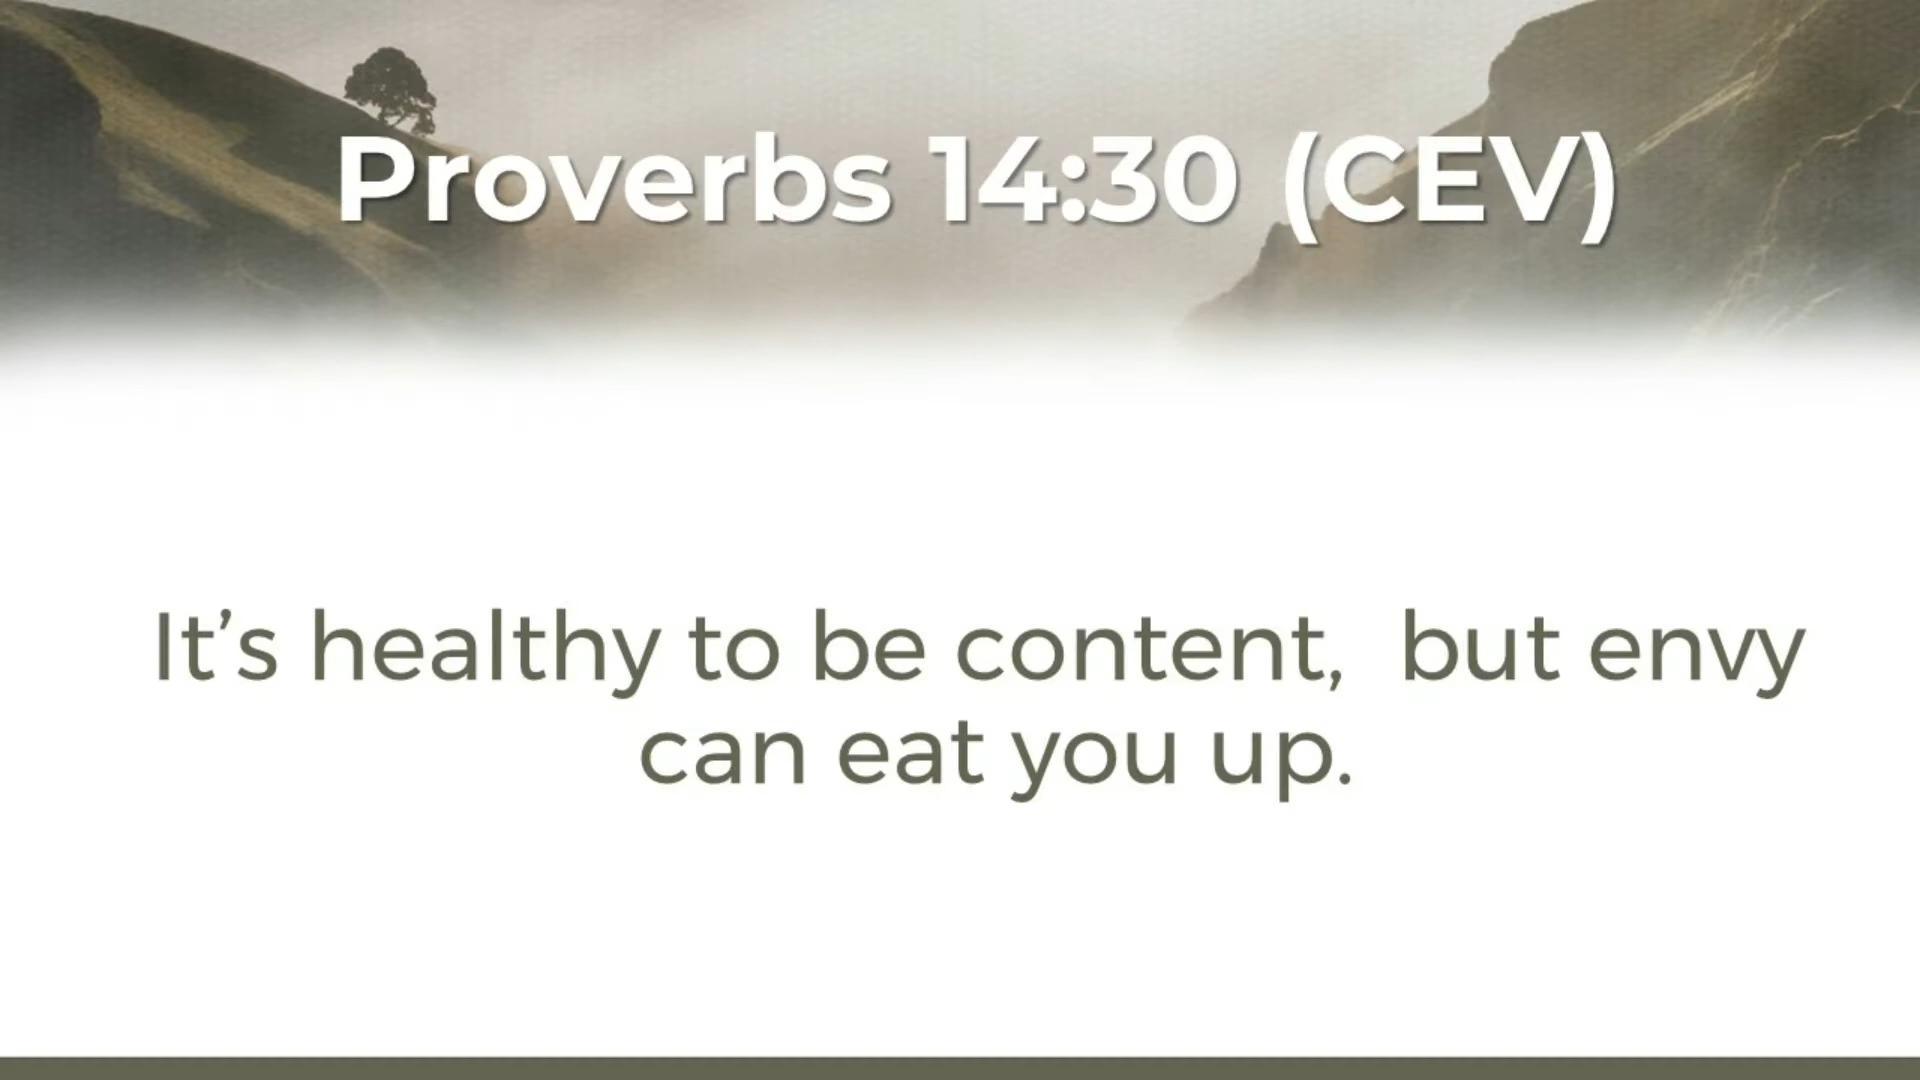 Proverbs 14:30 (CEV)
It’s healthy to be content,  but envy
can eat you up.